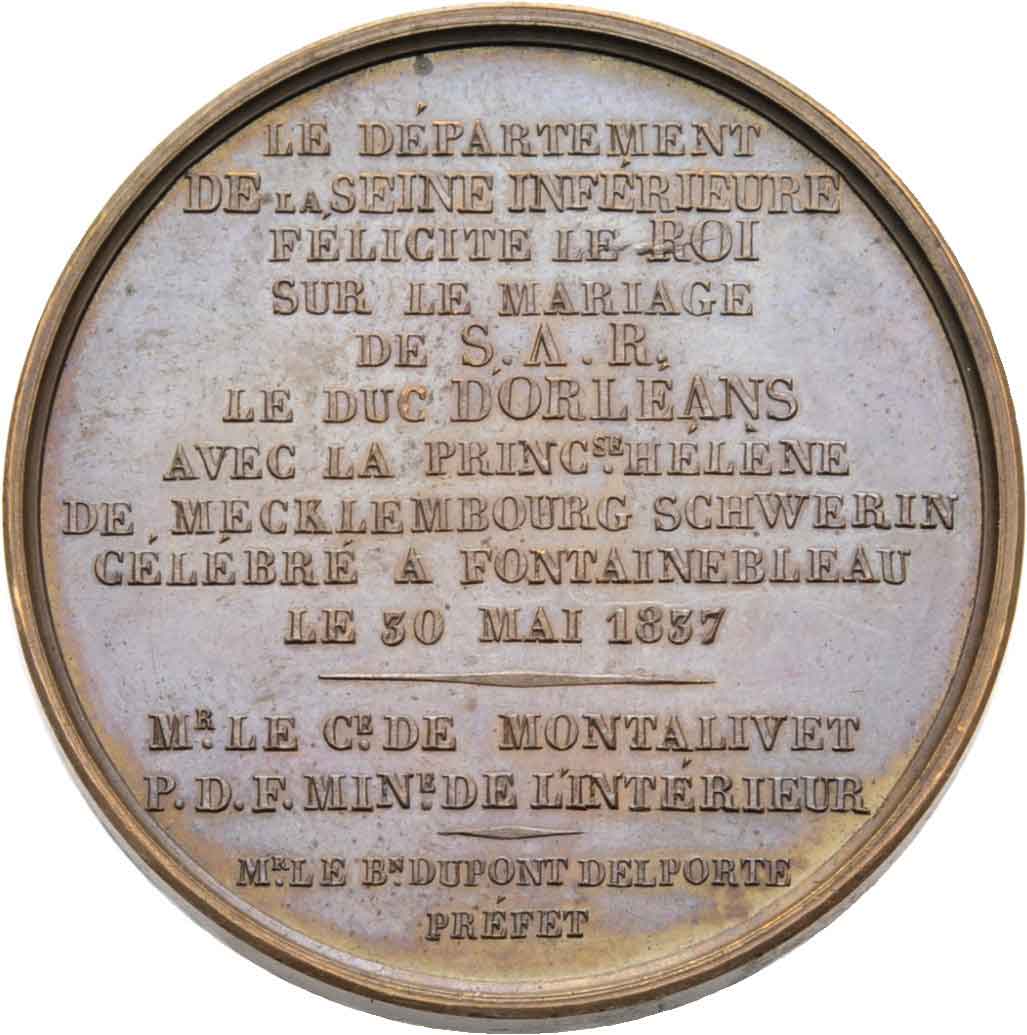 LE DÉPARTEMENT
DE LA SEINE INFÉRIEURE
FÉLICITE LE ROI
SUR LE MARIAGE
DE S.A.R.
LE DUC D'ORLÉANS
AVEC LA PRINCSE. HÉLÈNE
DE MECKLEMBOURG SCHWERIN
CÉLÉBRÉ A FONTAINEBLEAU
LE 30 MAI 1837
MR. LE CE. DE MONTALIVET
P.D.F. MINE. DE L'INTÉRIEUR
MR. LE BN. DUPONT DELPORTE
PRÉFET